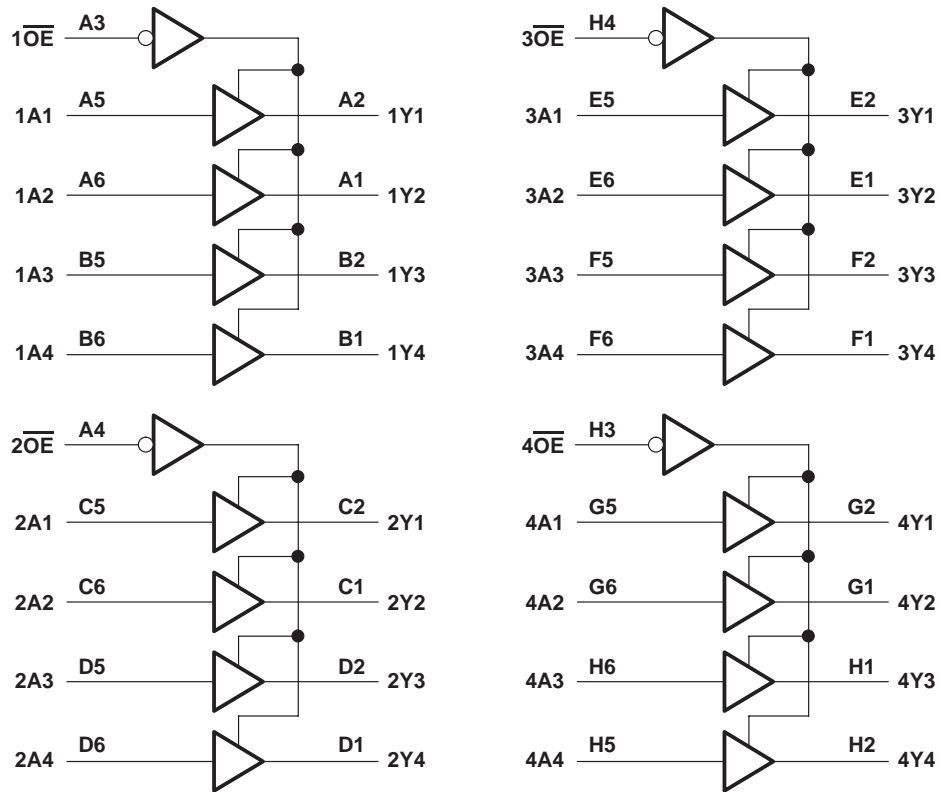 1OE A3
1A1 A5 A2 1Y1
1A2 A6 A1 1Y2
1A3 B5 B2 1Y3
1A4 B6 B1 1Y4
3OE H4
3A1 E5 E2 3Y1
3A2 E6 E1 3Y2
3A3 F5 F2 3Y3
3A4 F6 F1 3Y4
2OE A4
2A1 C5 C2 2Y1
2A2 C6 C1 2Y2
2A3 D5 D2 2Y3
2A4 D6 D1 2Y4
4OE H3
4A1 G5 G2 4Y1
4A2 G6 G1 4Y2
4A3 H6 H1 4Y3
4A4 H5 H2 4Y4